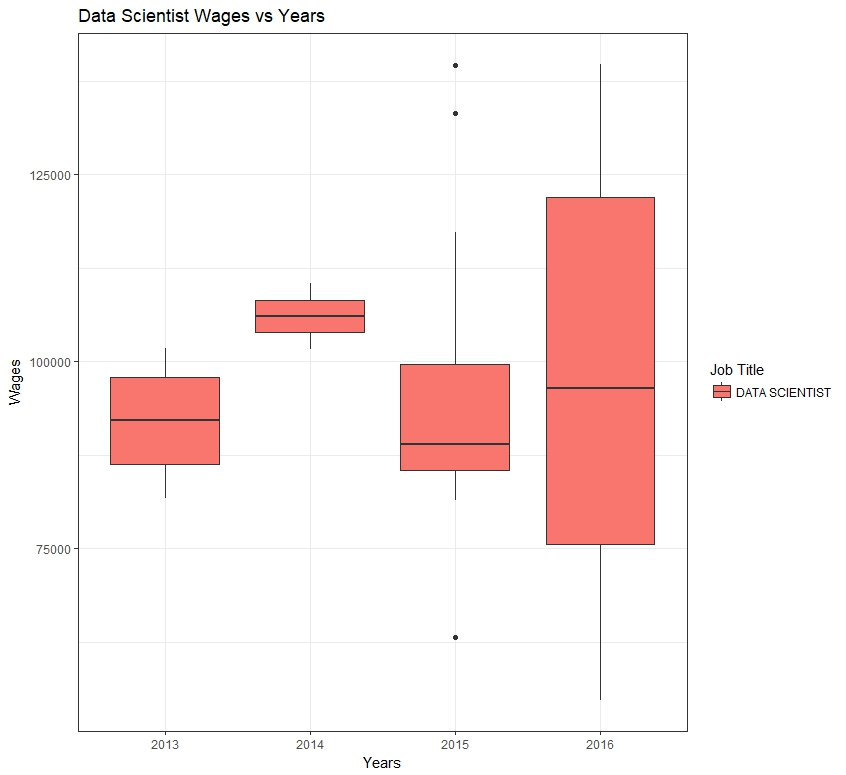 Data Scientist Wages vs Years
125000
100000
75000
Wages
2013 2014 2015 2016
Years
Job Title
DATA SCIENTIST